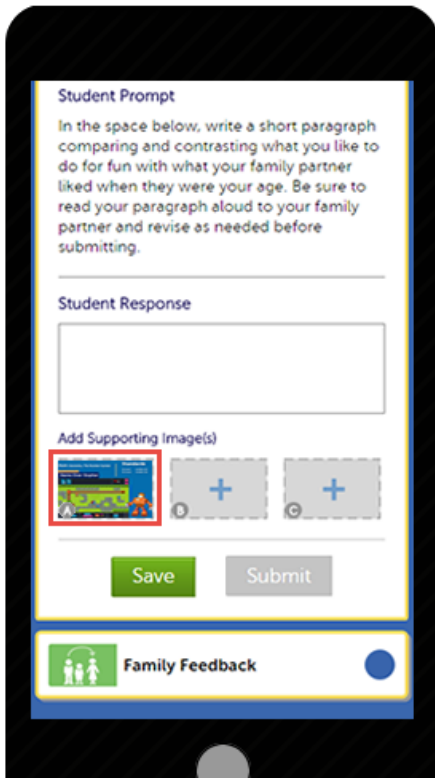 Student Prompt
In the space below, write a short paragraph
comparing and contrasting what you like to
do for fun with what your family partner
liked when they were your age. Be sure to
read your paragraph aloud to your family
partner and revise as needed before
submitting.
Student Response
Add Supporting Image(s)
A
B
C
Save
Submit
Family Feedback